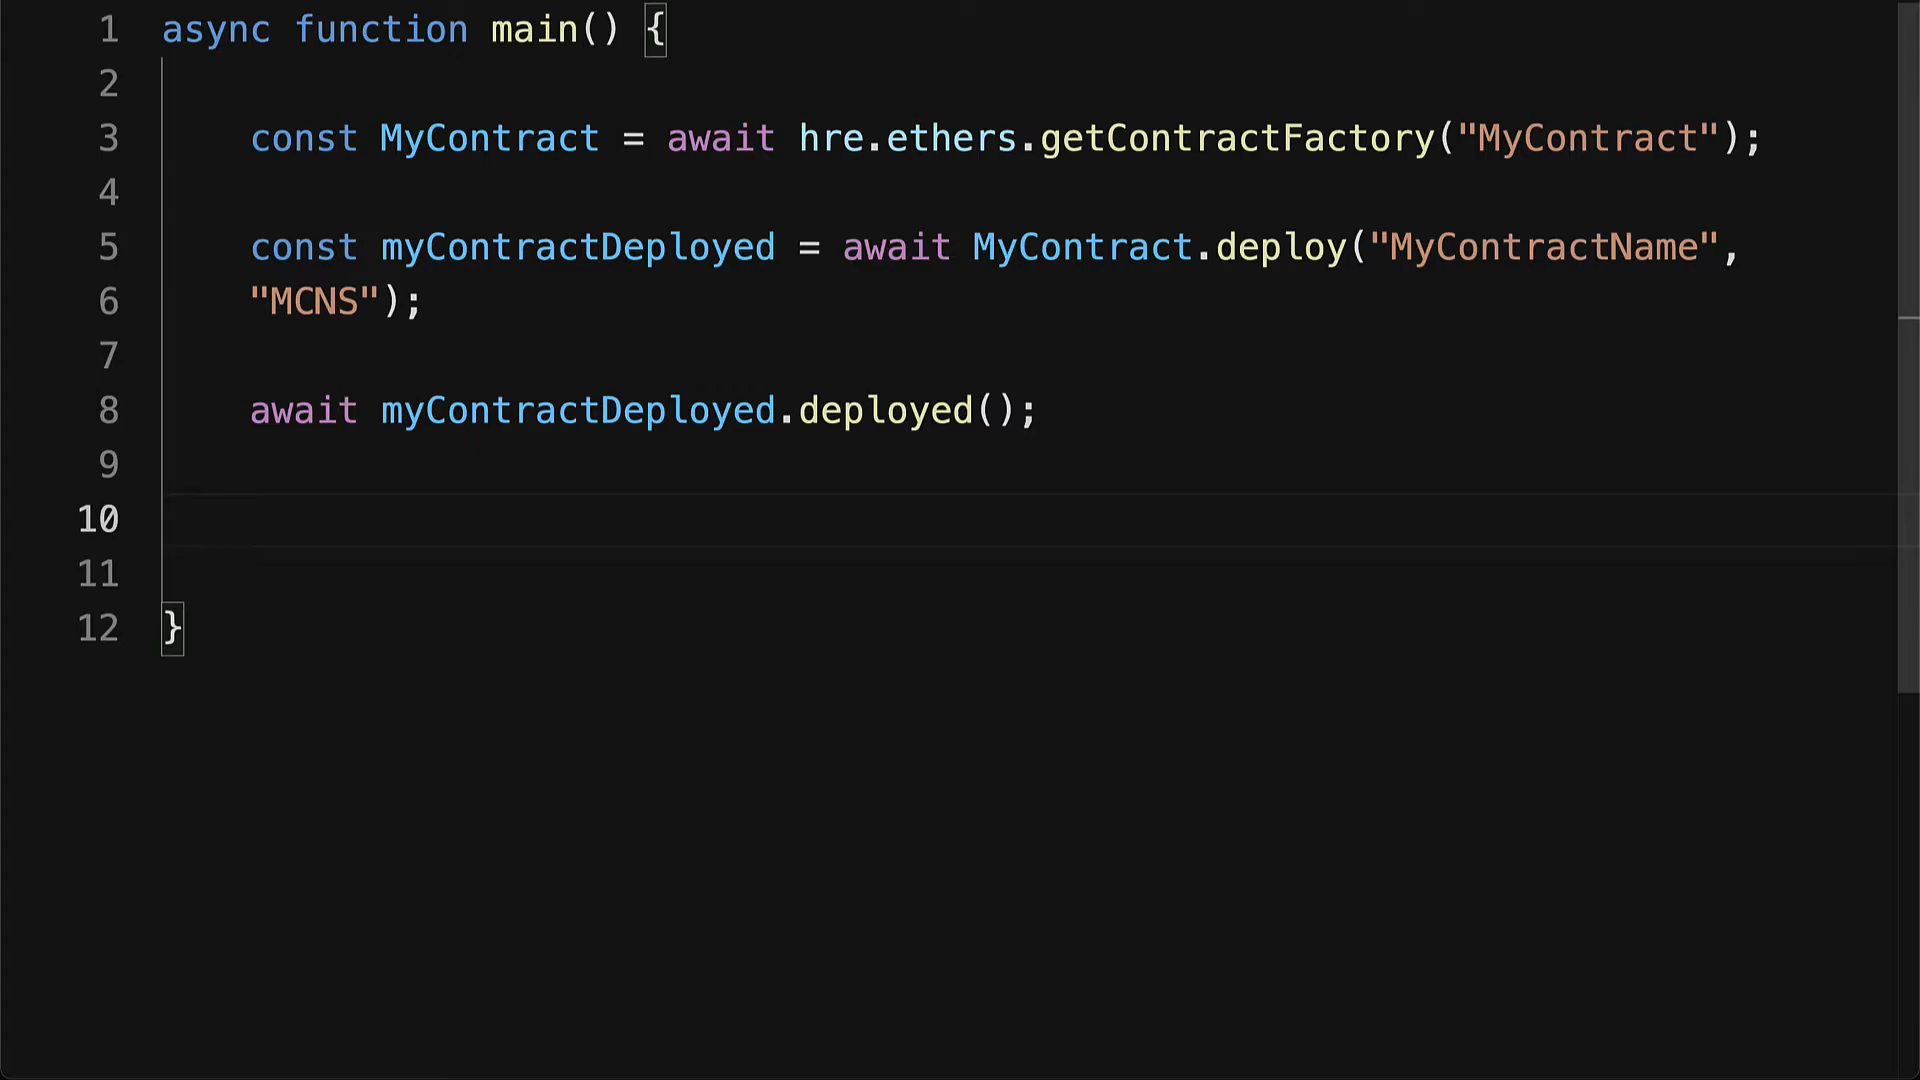 1 async function main() {
2
3 const MyContract = await hre.ethers.getContractFactory("MyContract");
4
5 const myContractDeployed = await MyContract.deploy("MyContractName",
6 "MCNS");
7
8 await myContractDeployed.deployed();
9
10
11
12 }